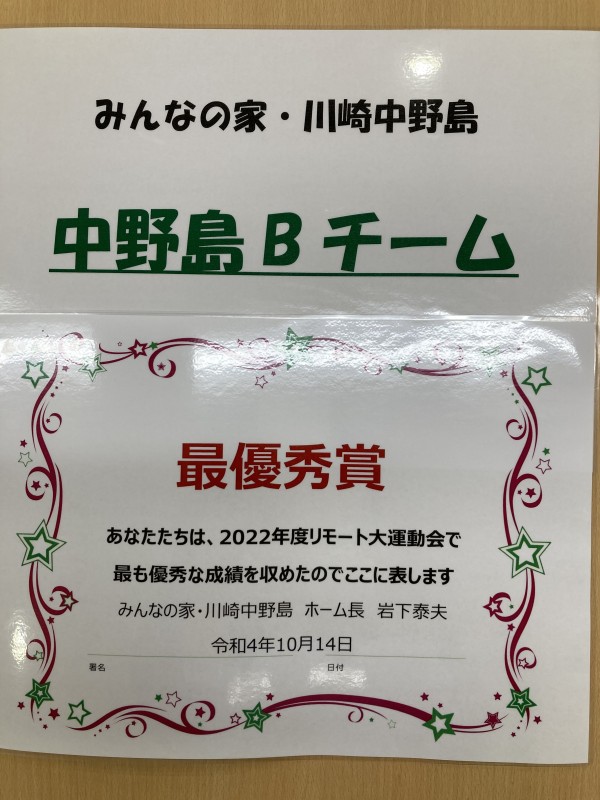 みんなの家・川崎中野島
中野島Bチーム
最優秀賞
あなたたちは、2022年度リモート大運動会で
最も優秀な成績を収めたのでここに表します
みんなの家・川崎中野島 ホーム長 岩下泰夫
令和4年10月14日
署名 日付